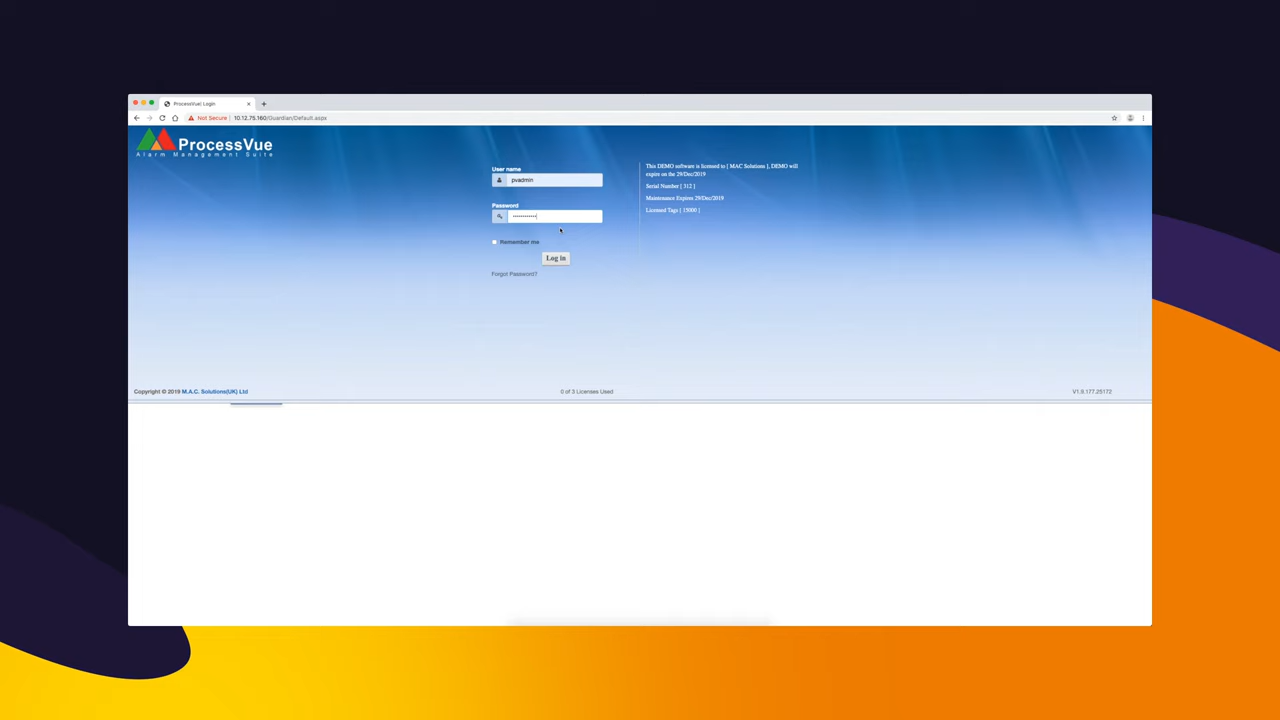 ProcessVue| Login
Not Secure 10.12.75.160/Guardian/Default.aspx
ProcessVue
Alarm Management Suite
User name
pvadmin
Password
Remember me
Log in
Forgot Password?
This DEMO software is licensed to [ MAC Solutions ], DEMO will
expire on the 29/Dec/2019
Serial Number [ 312 ]
Maintenance Expires 29/Dec/2019
Licensed Tags [ 15000 ]
Copyright © 2019 M.A.C. Solutions(UK) Ltd
0 of 3 Licenses Used
V1.9.177.25172